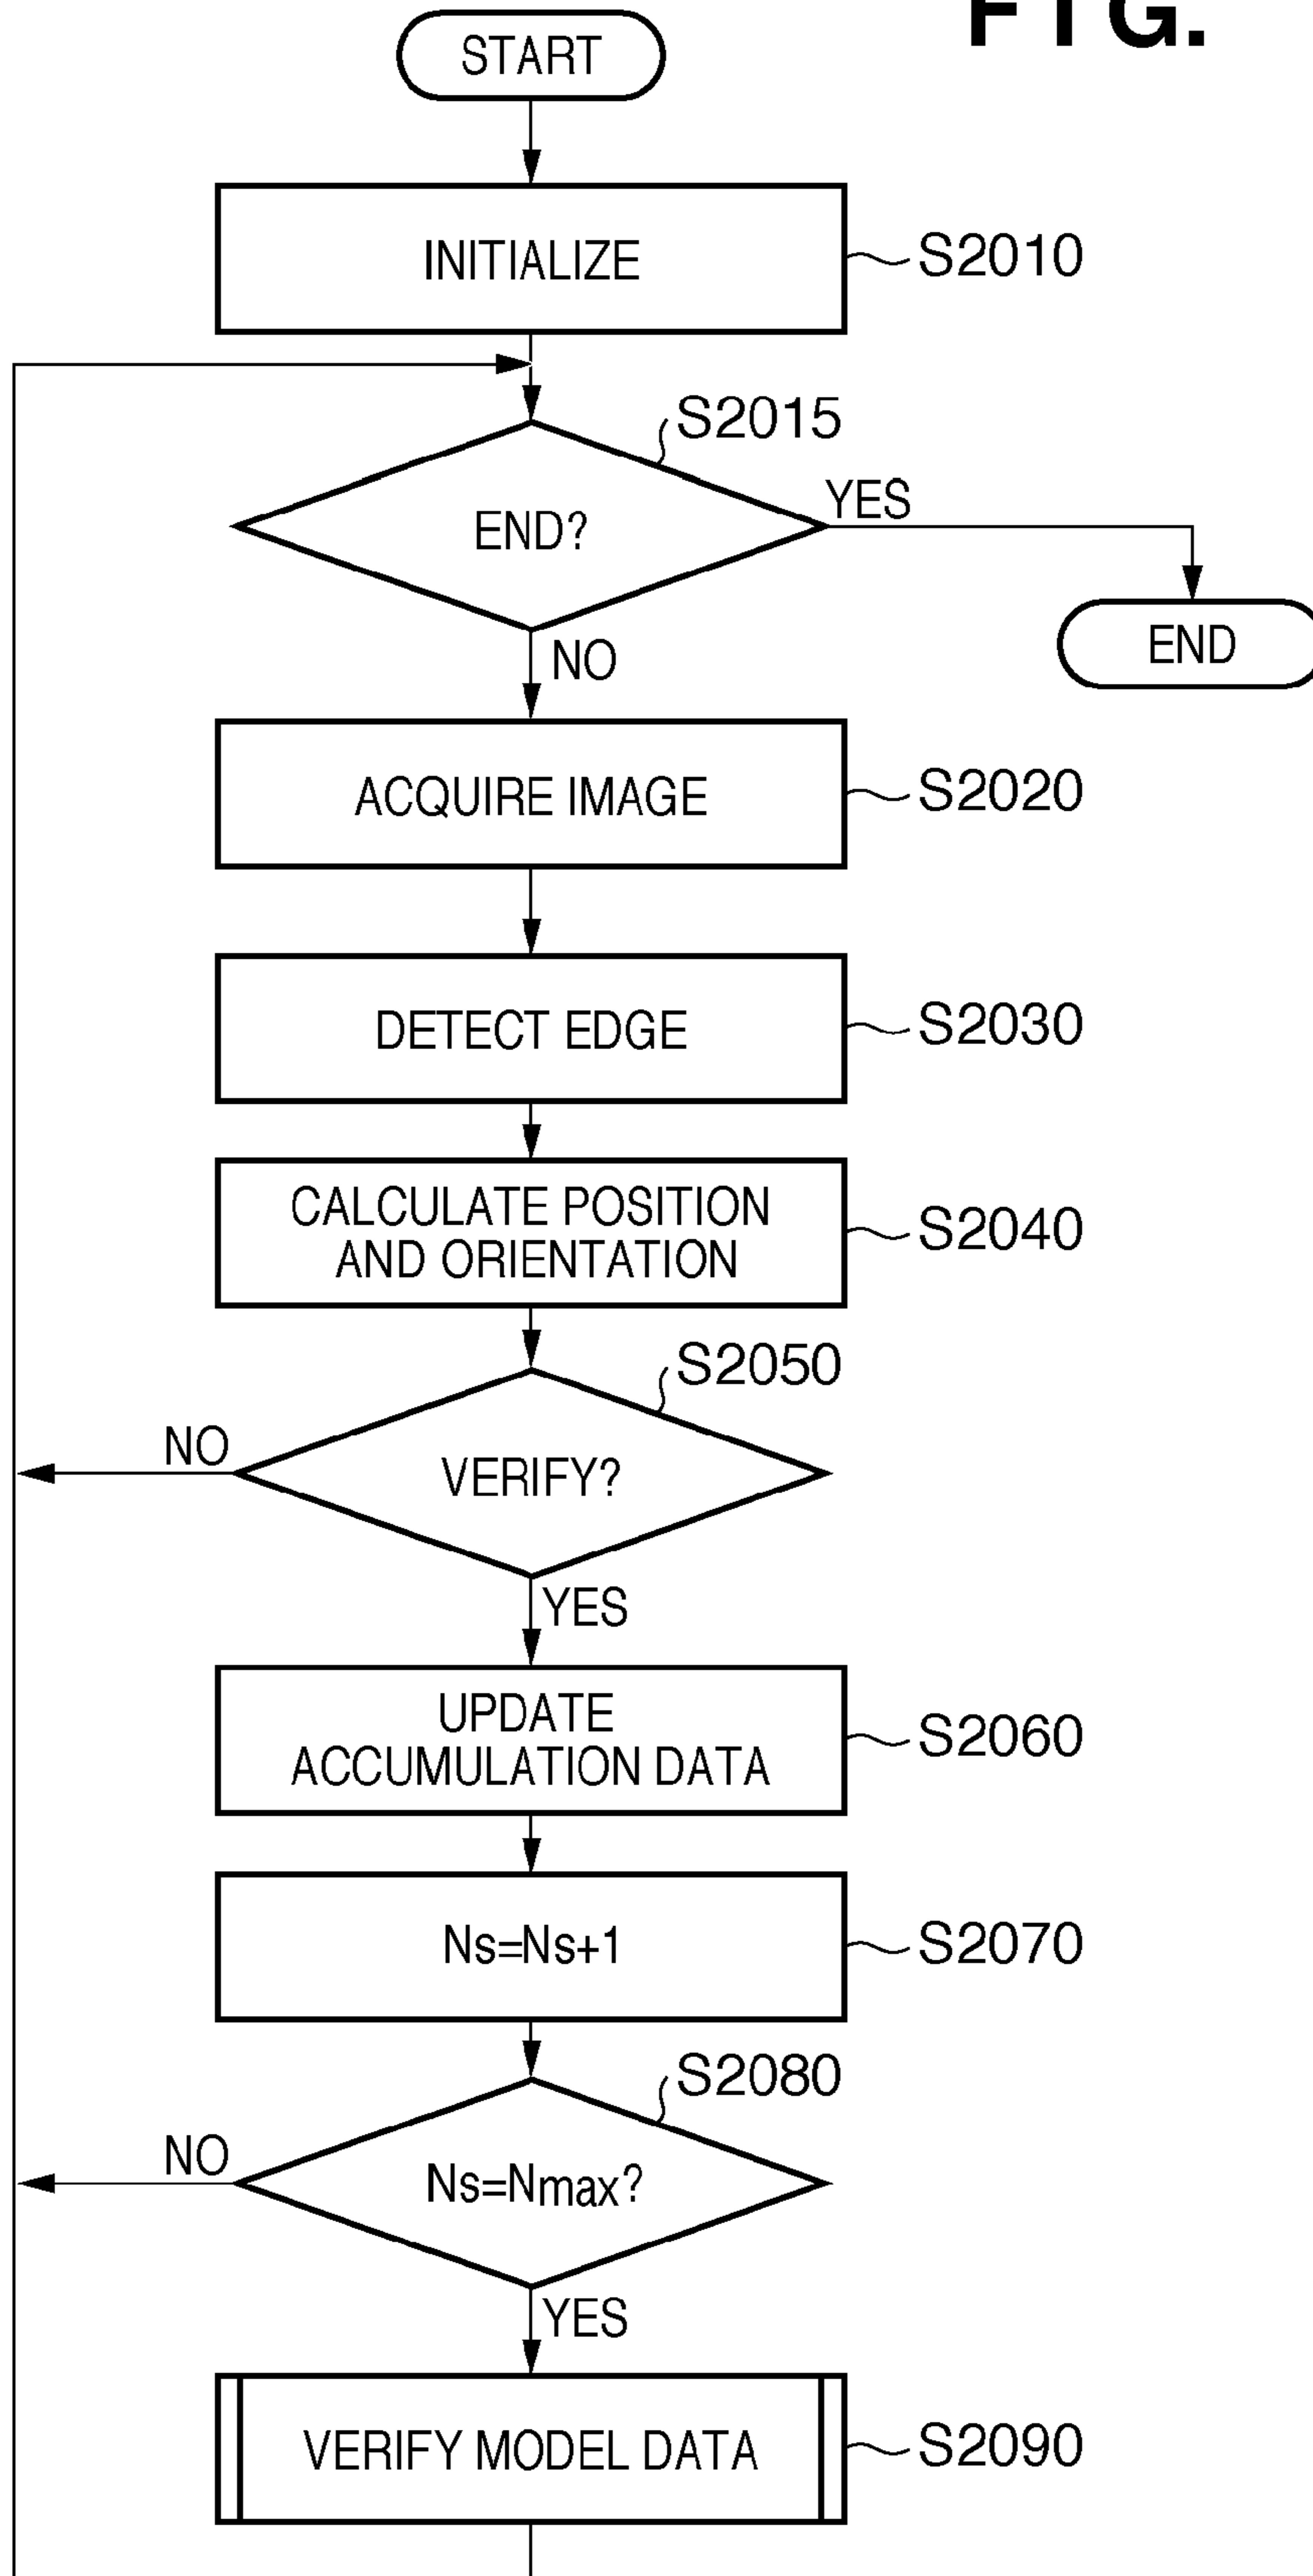 FIG.
START
INITIALIZE
S2010
S2015
END?
YES
NO
END
ACQUIRE IMAGE
S2020
DETECT EDGE
S2030
CALCULATE POSITION
AND ORIENTATION
S2040
S2050
NO
VERIFY?
YES
UPDATE
ACCUMULATION DATA
S2060
Ns=Ns+1
S2070
S2080
NO
Ns=Nmax?
YES
VERIFY MODEL DATA
S2090